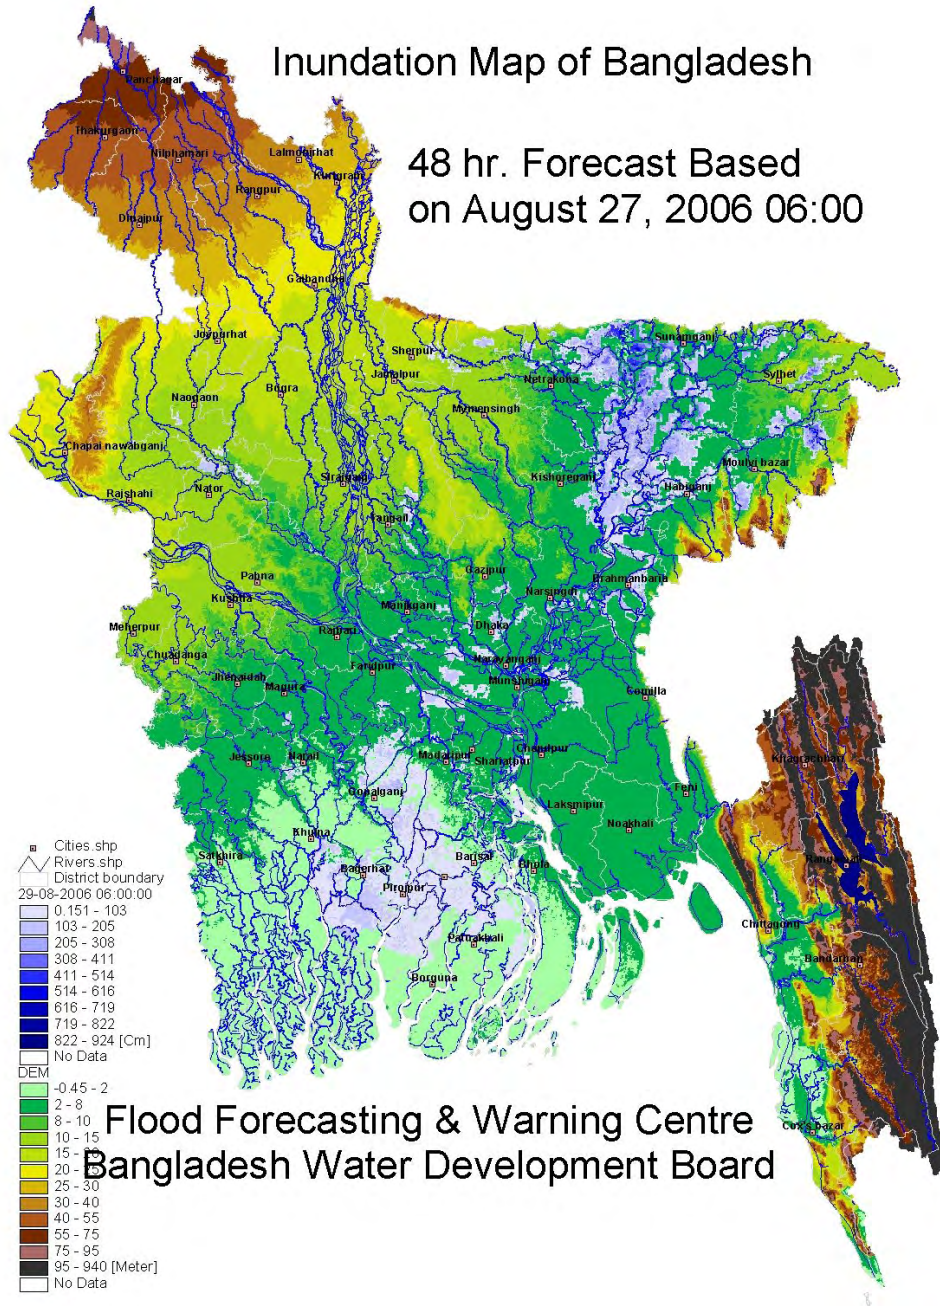 Inundation Map of Bangladesh
48 hr. Forecast Based
on August 27, 2006 06:00
Panchagar
Thakurgaon
Nilphamari
Lalmonirhat
Kurigram
Rangpur
Dinajpur
Gaibandha
Joypurhat
Sherpur
Sunamganj
Jamalpur
Netrakona
Sylhet
Bogra
Naogaon
Mymensingh
Chapai nawabganj
Moulvi bazar
Kishoreganj
Sirajganj
Rajshahi
Nator
Habiganj
Tangail
Pabna
Gazipur
Brahmanbaria
Kushtia
Manikganj
Narsingdi
Meherpur
Rajbari
Dhaka
Chuadanga
Faridpur
Narayanganj
Jhenaidah
Magura
Munshiganj
Comilla
Jessore
Narail
Madaripur
Shariatpur
Chandpur
Khagrachhari
Gopalganj
Laksmipur
Feni
Noakhali
Khulna
Satkhira
Bagerhat
Barisal
Bhola
Rangamati
Pirojpur
Patuakhali
Chittagong
Bandarban
Borguna
Cox's bazar
Cities.shp
Rivers.shp
District boundary
29-08-2006 06:00:00
0.151 - 103
103 - 205
205 - 308
308 - 411
411 - 514
514 - 616
616 - 719
719 - 822
822 - 924 [Cm]
No Data
DEM
-0.45 - 2
2 - 8
8 - 10
10 - 15
15 - 20
20 - 25
25 - 30
30 - 40
40 - 55
55 - 75
75 - 95
95 - 940 [Meter]
No Data
Flood Forecasting & Warning Centre
Bangladesh Water Development Board